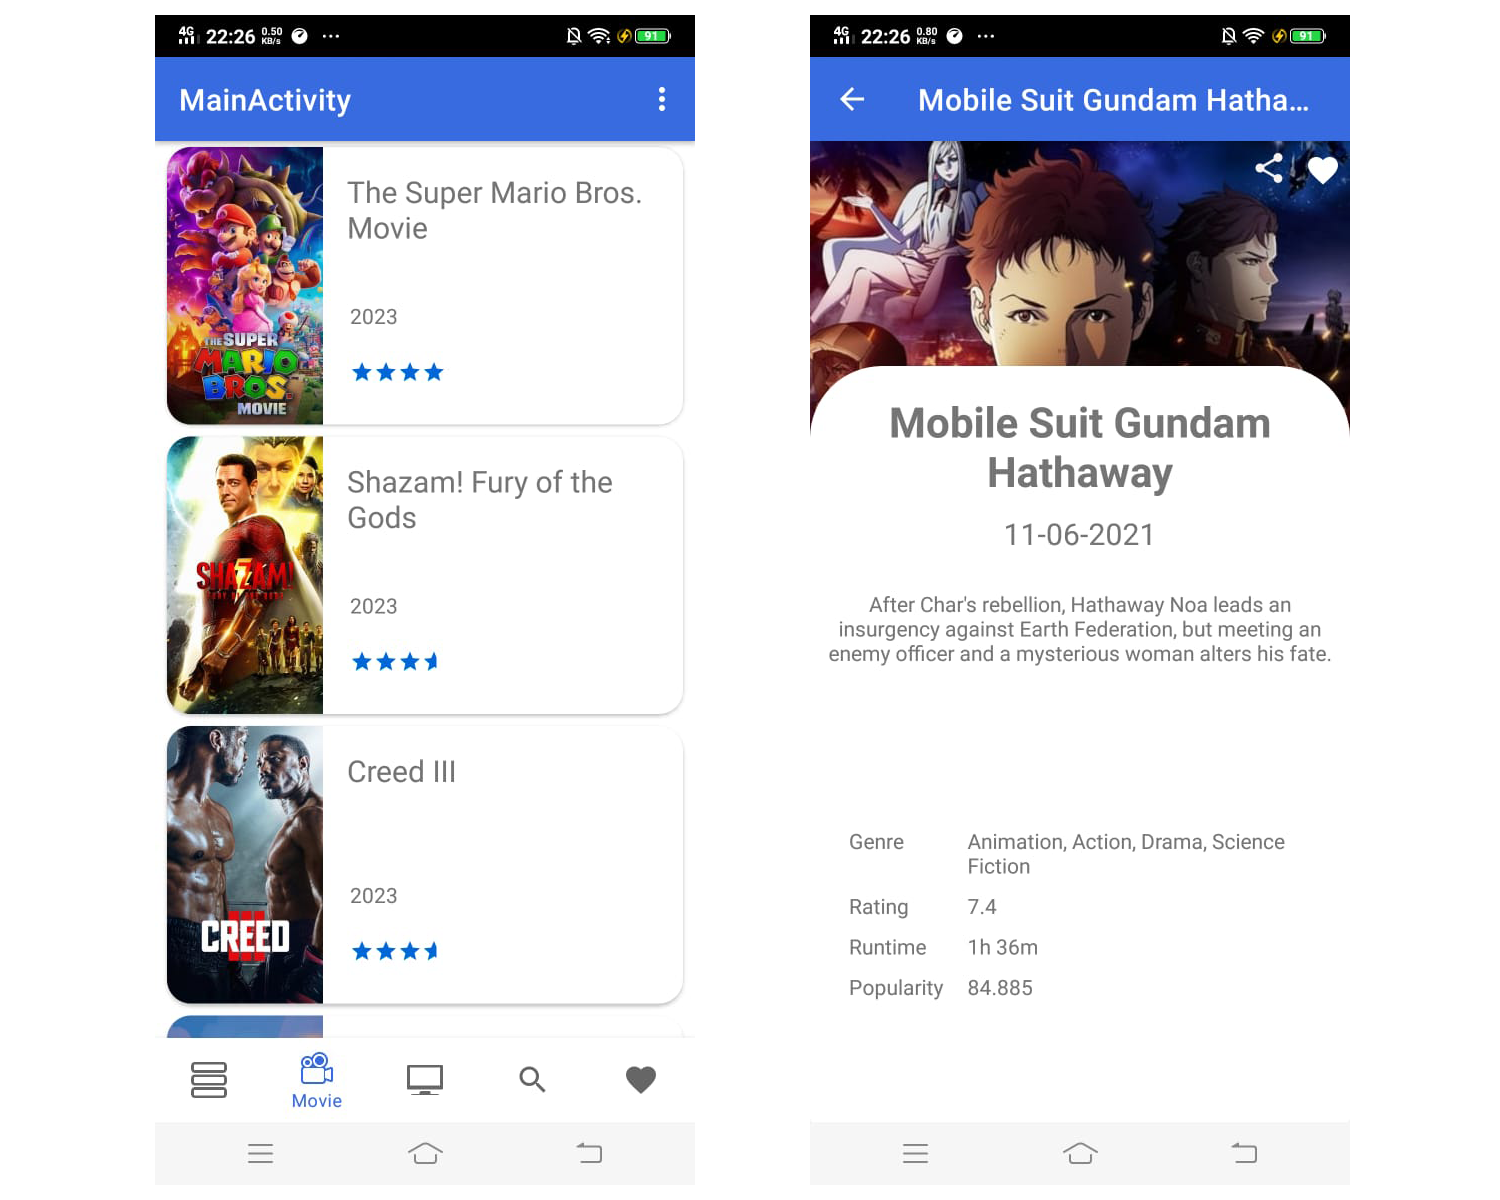 4G 22:26 0.50 KB/s ... 91
MainActivity
THE SUPER
MARIO
BROS.
MOVIE
The Super Mario Bros.
Movie
2023
SHAZAM!
FURY OF THE GODS
Shazam! Fury of the
Gods
2023
CREED
III
Creed III
2023
Movie
4G 22:26 0.80 KB/s ... 91
Mobile Suit Gundam Hatha...
Mobile Suit Gundam
Hathaway
11-06-2021
After Char's rebellion, Hathaway Noa leads an
insurgency against Earth Federation, but meeting an
enemy officer and a mysterious woman alters his fate.
Genre Animation, Action, Drama, Science
Fiction
Rating 7.4
Runtime 1h 36m
Popularity 84.885